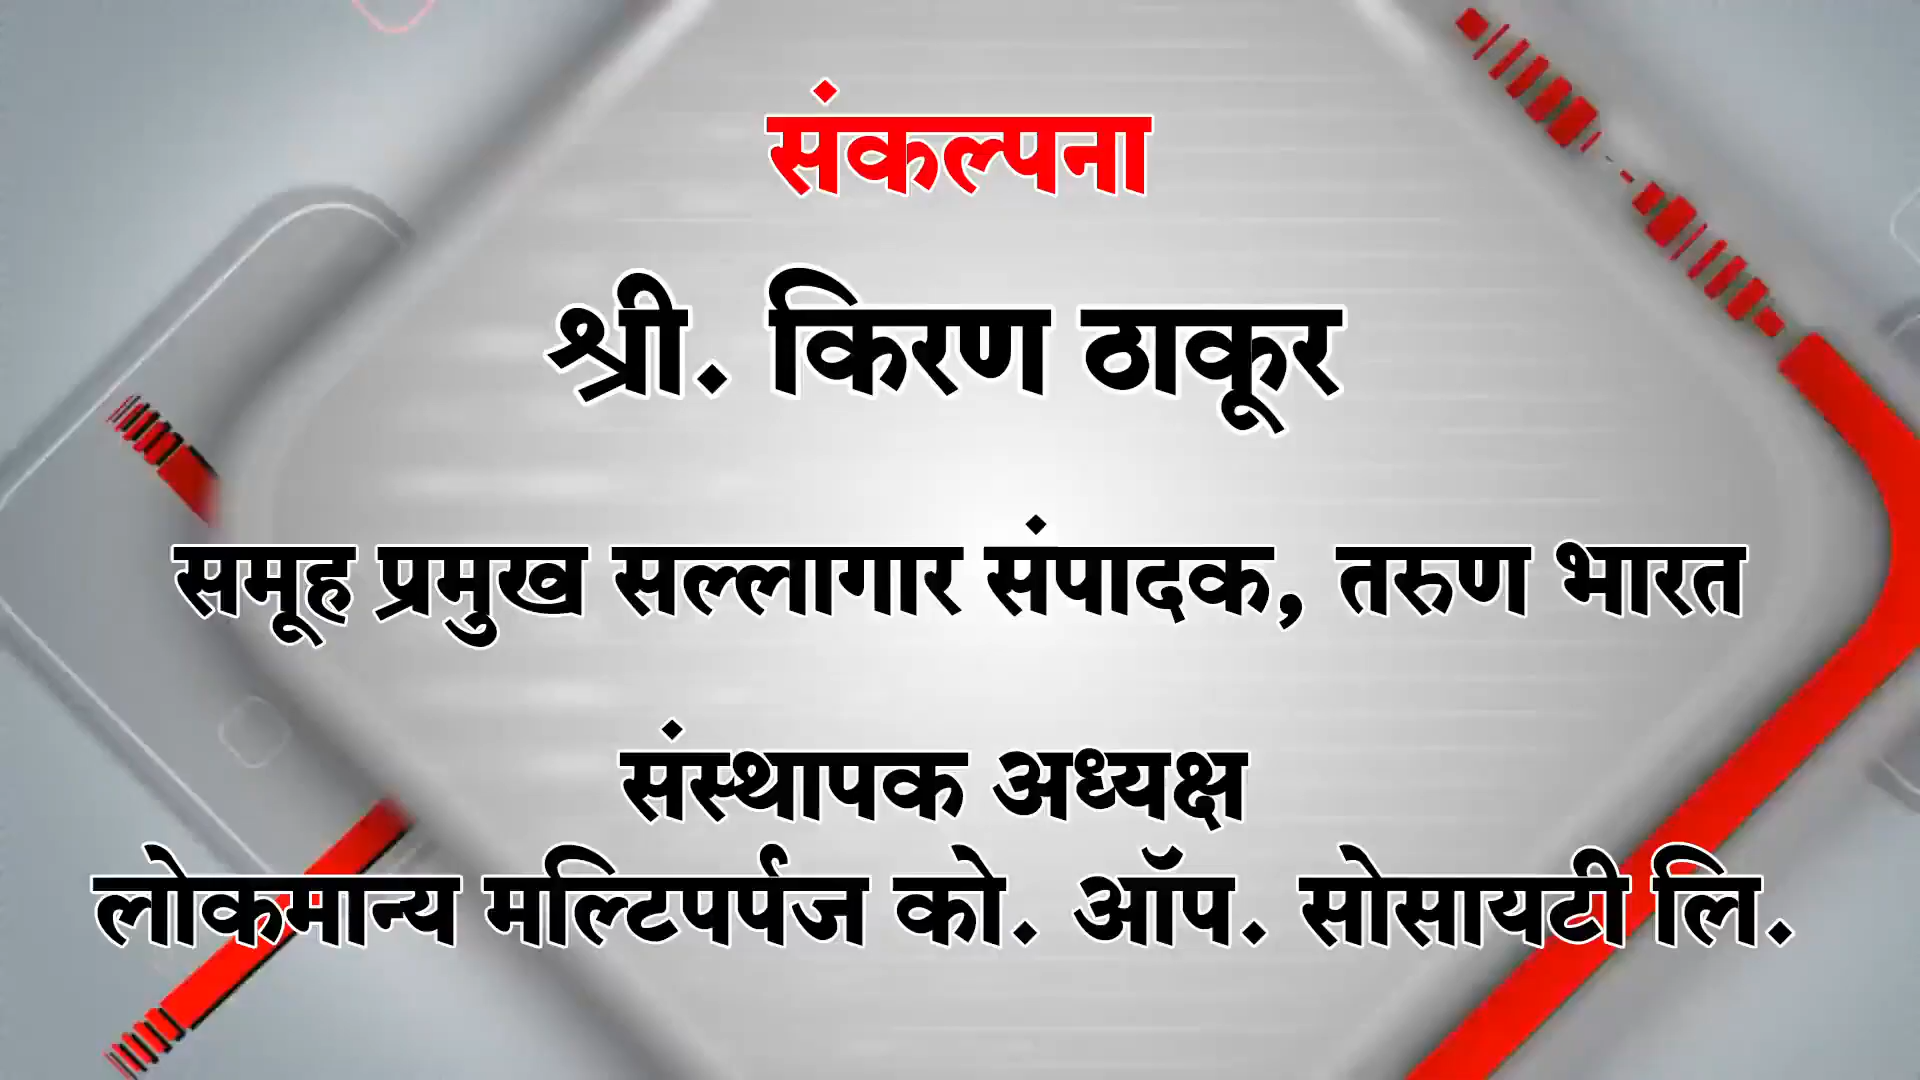 संकल्पना
श्री. किरण ठाकूर
समूह प्रमुख सल्लागार संपादक, तरुण भारत
संस्थापक अध्यक्ष
लोकमान्य मल्टिपर्पज को. ऑप. सोसायटी लि.